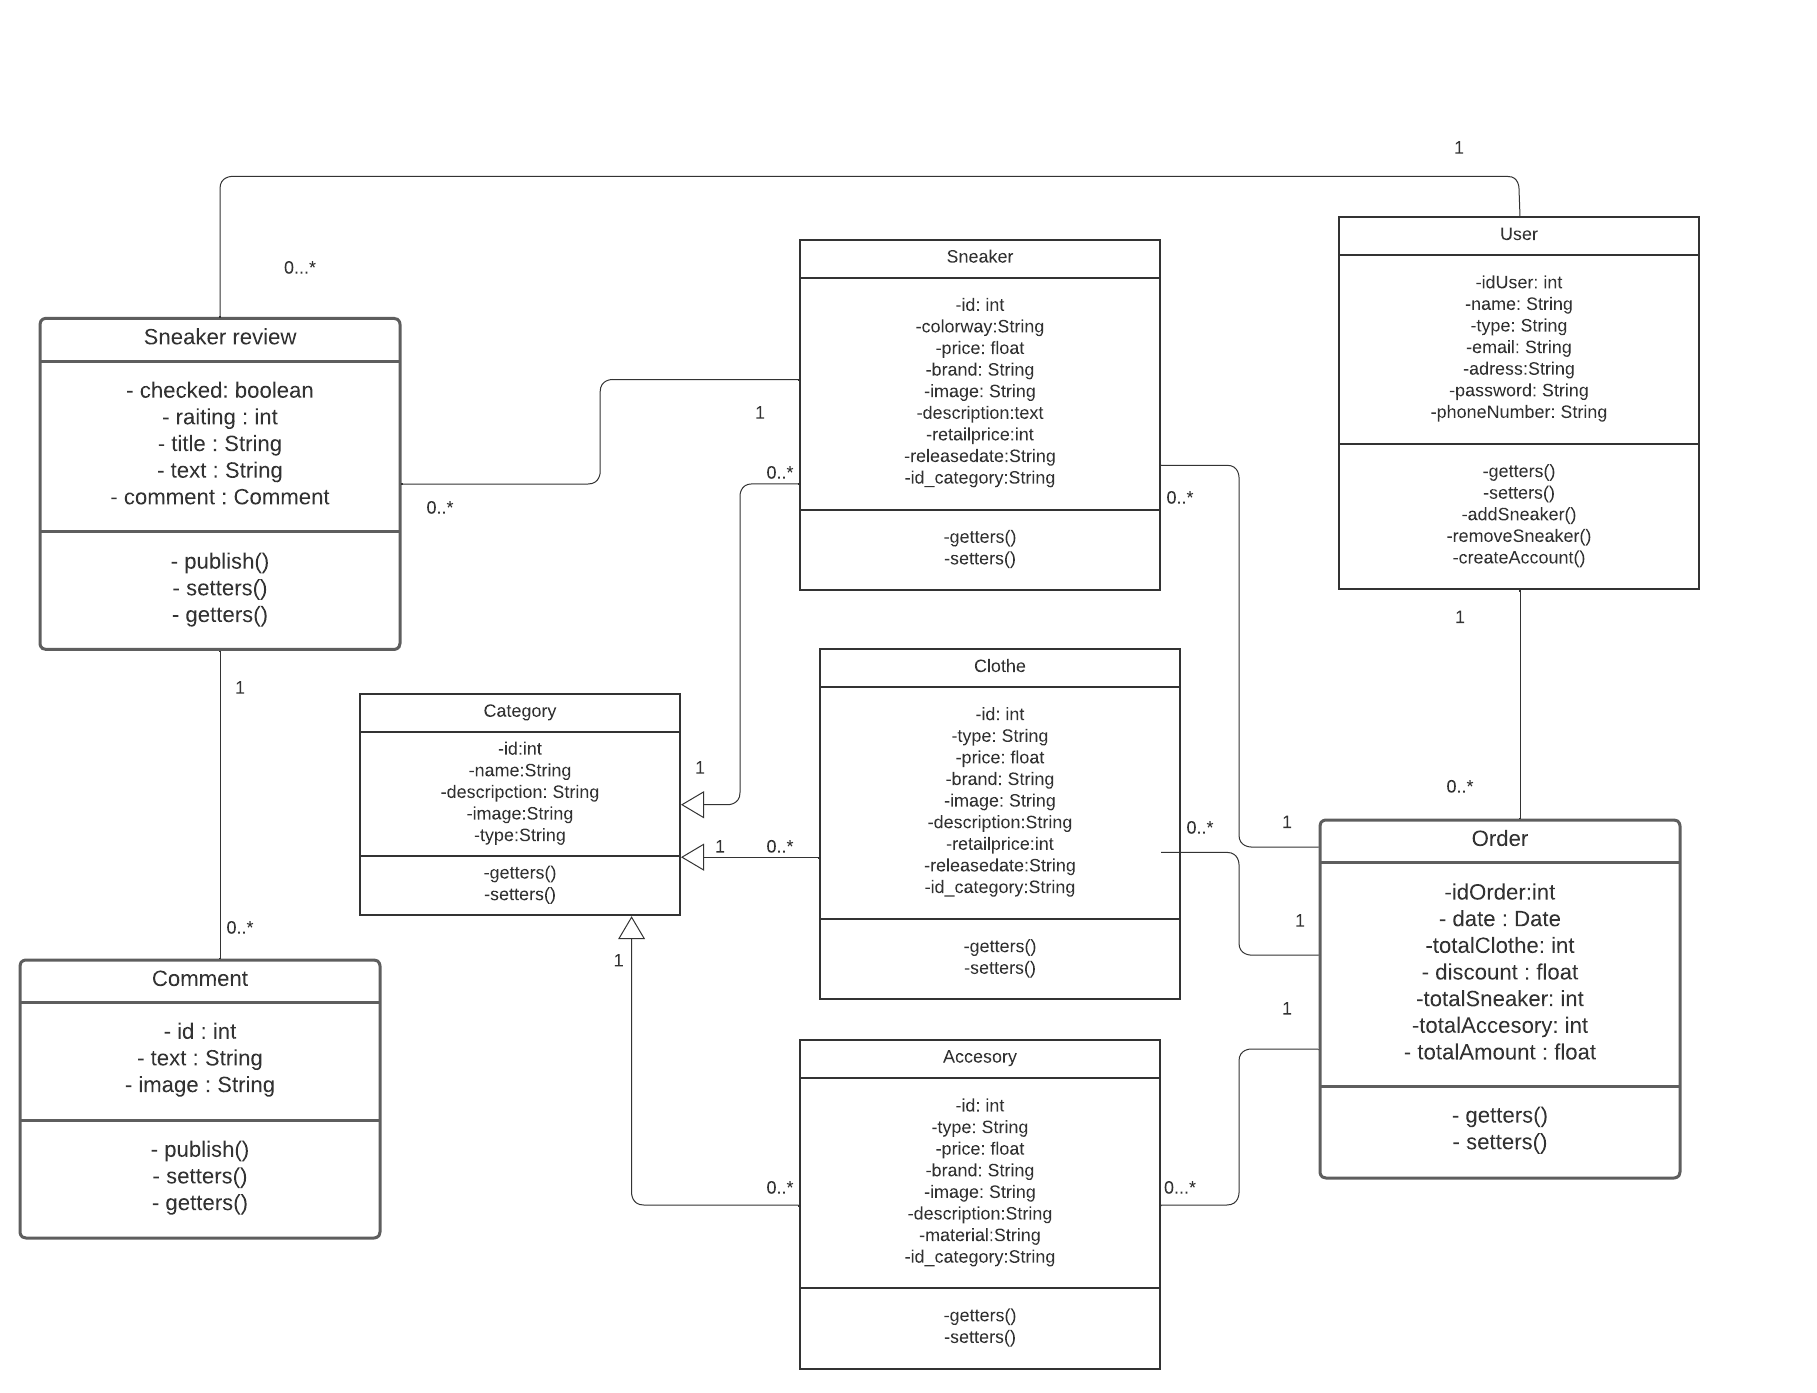 1
0...*
Sneaker review
- checked: boolean
- raiting : int
- title : String
- text : String
- comment : Comment
- publish()
- setters()
- getters()
0..*
1
1
0..*
Comment
- id : int
- text : String
- image : String
- publish()
- setters()
- getters()
Category
-id:int
-name:String
-descripction: String
-image:String
-type:String
-getters()
-setters()
1
1
1
0..*
0..*
0..*
Sneaker
-id: int
-colorway:String
-price: float
-brand: String
-image: String
-description:text
-retailprice:int
-releasedate:String
-id_category:String
-getters()
-setters()
0..*
Clothe
-id: int
-type: String
-price: float
-brand: String
-image: String
-description:String
-retailprice:int
-releasedate:String
-id_category:String
-getters()
-setters()
0..*
Accesory
-id: int
-type: String
-price: float
-brand: String
-image: String
-description:String
-material:String
-id_category:String
-getters()
-setters()
0...*
User
-idUser: int
-name: String
-type: String
-email: String
-adress:String
-password: String
-phoneNumber: String
-getters()
-setters()
-addSneaker()
-removeSneaker()
-createAccount()
1
0..*
1
1
1
Order
-idOrder:int
- date : Date
-totalClothe: int
- discount : float
-totalSneaker: int
-totalAccesory: int
- totalAmount : float
- getters()
- setters()